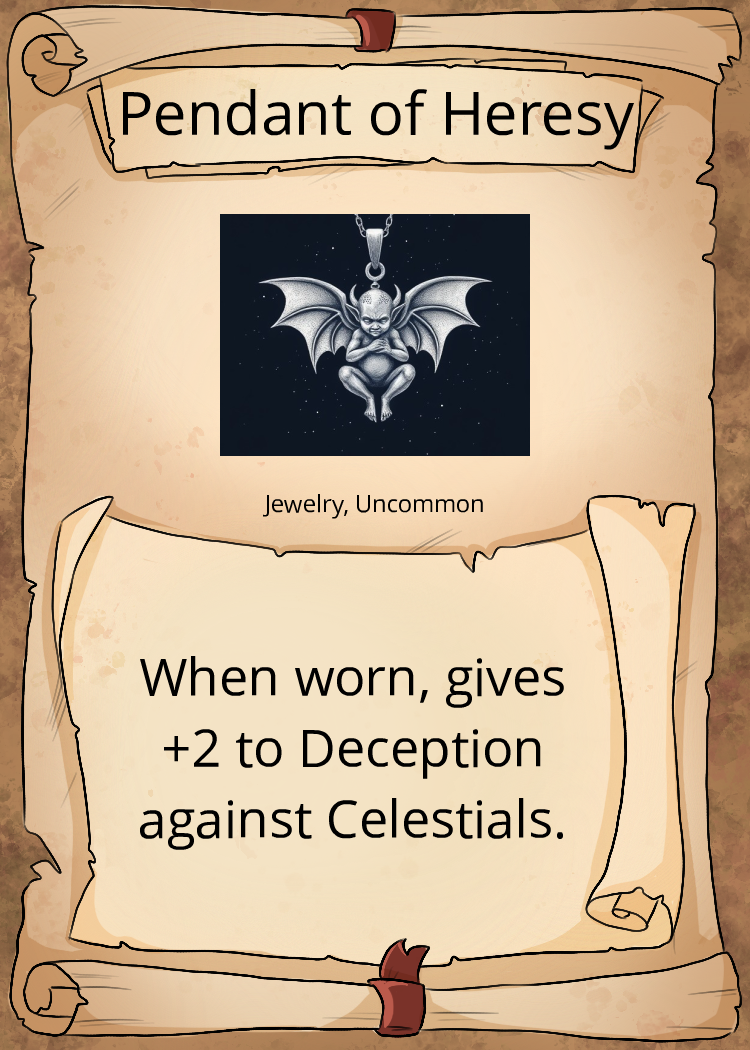 Pendant of Heresy
Jewelry, Uncommon
When worn, gives
+2 to Deception
against Celestials.